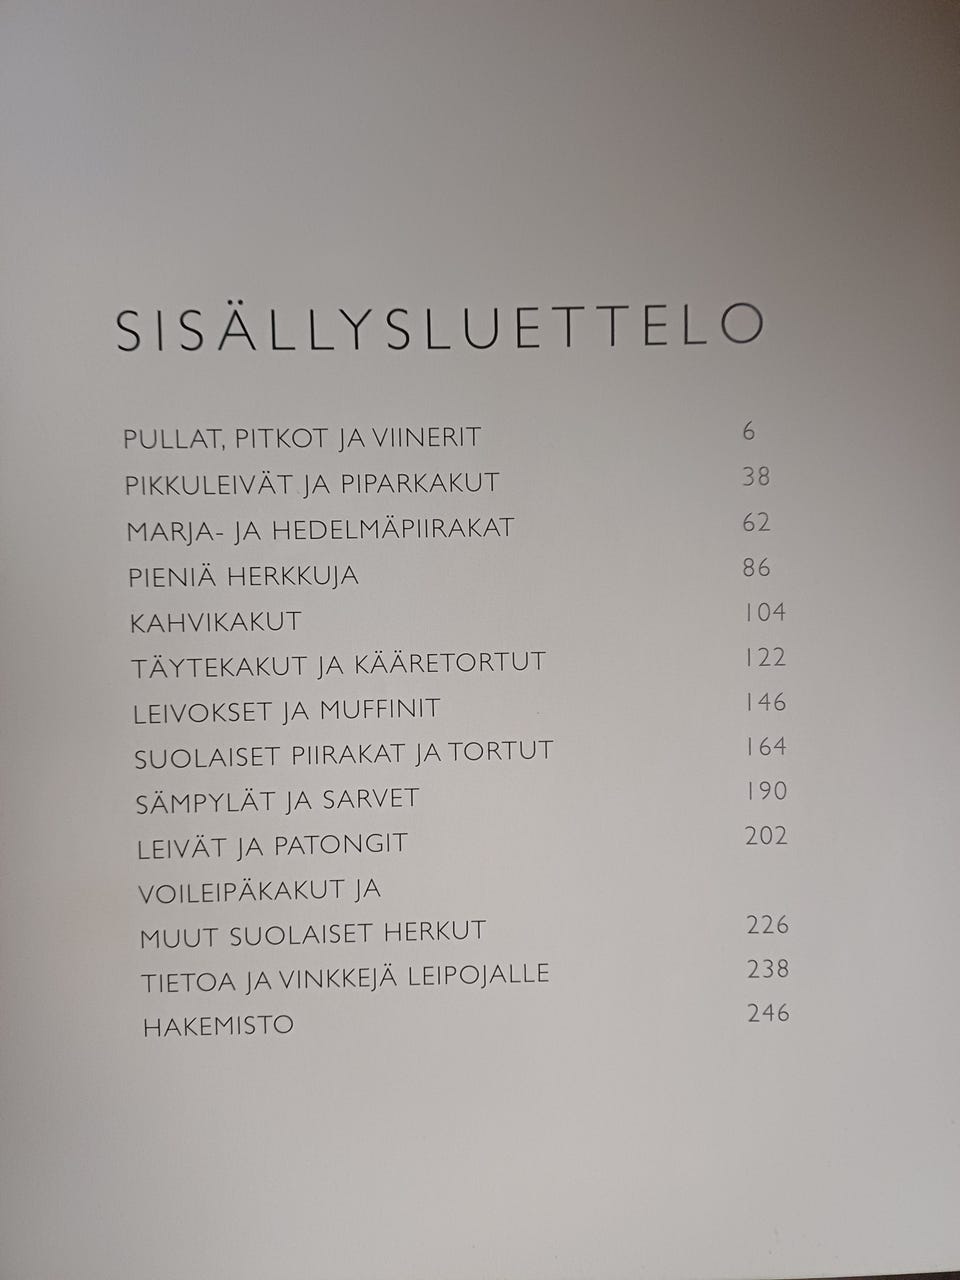 SISÄLLYSLUETTELO
PULLAT, PITKOT JA VIINERIT 6
PIKKULEIVÄT JA PIPARKAKUT 38
MARJA- JA HEDELMÄPIIRAKAT 62
PIENIÄ HERKKUJA 86
KAHVIKAKUT 104
TÄYTEKAKUT JA KÄÄRETORTUT 122
LEIVOKSET JA MUFFINIT 146
SUOLAISET PIIRAKAT JA TORTUT 164
SÄMPYLÄT JA SARVET 190
LEIVÄT JA PATONGIT 202
VOILEIPÄKAKUT JA
MUUT SUOLAISET HERKUT 226
TIETOA JA VINKKEJÄ LEIPOJALLE 238
HAKEMISTO 246